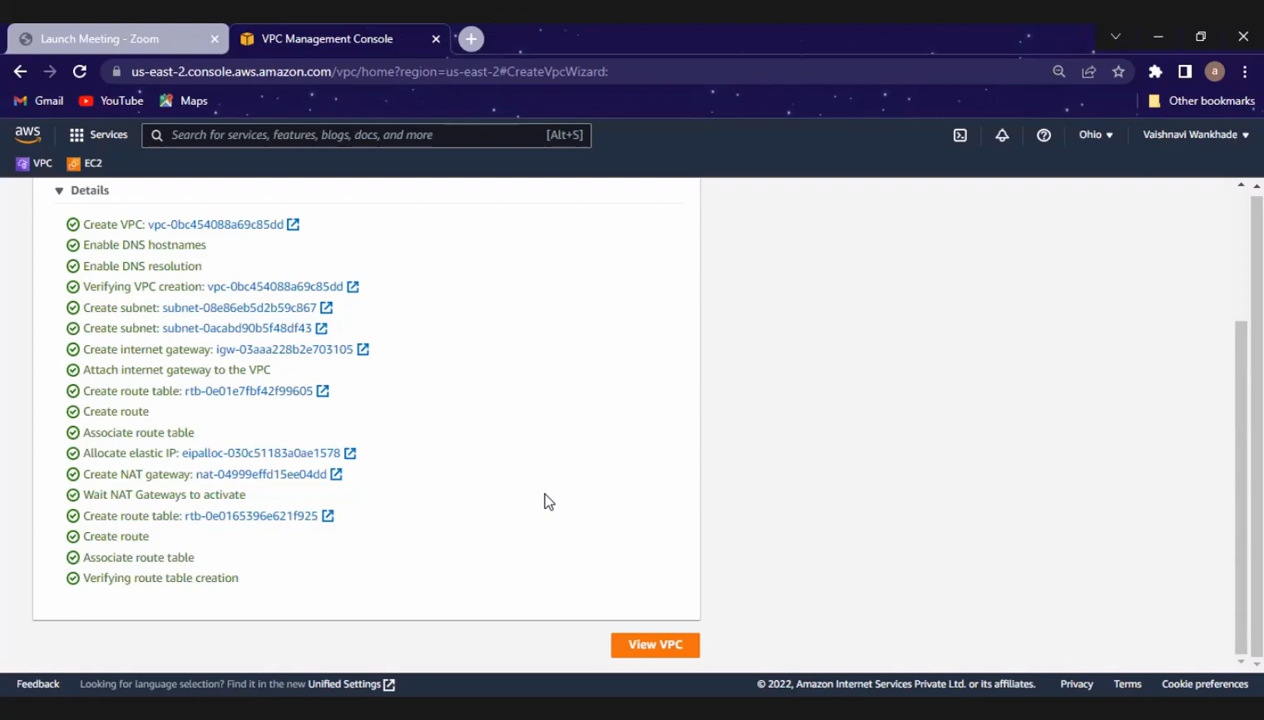 Launch Meeting - Zoom
VPC Management Console
us-east-2.console.aws.amazon.com/vpc/home?region=us-east-2#CreateVpcWizard:
a
Gmail YouTube Maps Other bookmarks
aws Services Search for services, features, blogs, docs, and more [Alt+S] Ohio Vaishnavi Wankhade
VPC EC2
Details
Create VPC: vpc-0bc454088a69c85dd
Enable DNS hostnames
Enable DNS resolution
Verifying VPC creation: vpc-0bc454088a69c85dd
Create subnet: subnet-08e86eb5d2b59c867
Create subnet: subnet-0acabd90b5f48df43
Create internet gateway: igw-03aaa228b2e703105
Attach internet gateway to the VPC
Create route table: rtb-0e01e7fbf42f99605
Create route
Associate route table
Allocate elastic IP: eipalloc-030c51183a0ae1578
Create NAT gateway: nat-04999effd15ee04dd
Wait NAT Gateways to activate
Create route table: rtb-0e0165396e621f925
Create route
Associate route table
Verifying route table creation
View VPC
Feedback Looking for language selection? Find it in the new Unified Settings © 2022, Amazon Internet Services Private Ltd. or its affiliates. Privacy Terms Cookie preferences